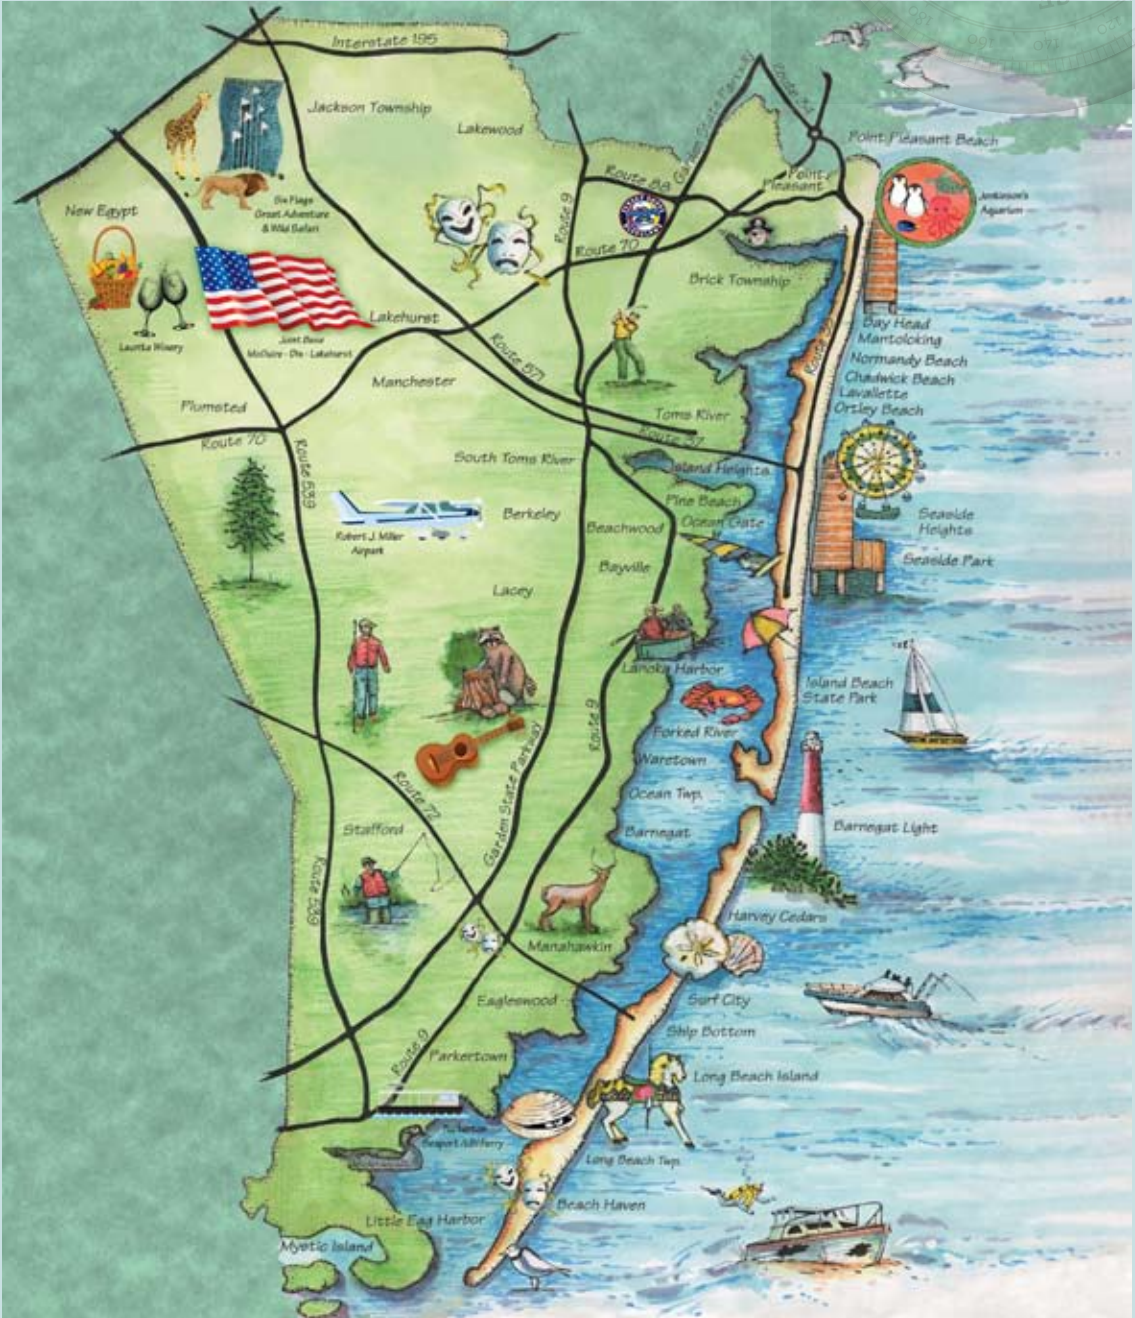 Interstate 195
Jackson Township
Lakewood
Garden State Parkway
Point Pleasant Beach
Route 88
Point
Pleasant
New Egypt
Six Flags
Great Adventure
& Wild Safari
Route 9
Jenkinson's
Aquarium
Route 70
Brick Township
Laurita Winery
Lakehurst
Joint Base
McGuire - Dix - Lakehurst
Bay Head
Mantoloking
Normandy Beach
Chadwick Beach
Lavallette
Ortley Beach
Route 571
Manchester
Plumsted
Toms River
Route 37
Route 70
Route 539
South Toms River
Island Heights
Pine Beach
Ocean Gate
Berkeley
Beachwood
Robert J. Miller
Airpark
Seaside
Heights
Seaside Park
Bayville
Lacey
Lanoka Harbor
Island Beach
State Park
Forked River
Route 9
Waretown
Route 72
Garden State Parkway
Ocean Twp.
Stafford
Barnegat
Barnegat Light
Route 539
Harvey Cedars
Manahawkin
Eagleswood
Surf City
Ship Bottom
Route 9
Parkertown
Long Beach Island
Tuckerton
Seaport
Long Beach Twp.
Beach Haven
Little Egg Harbor
Mystic Island